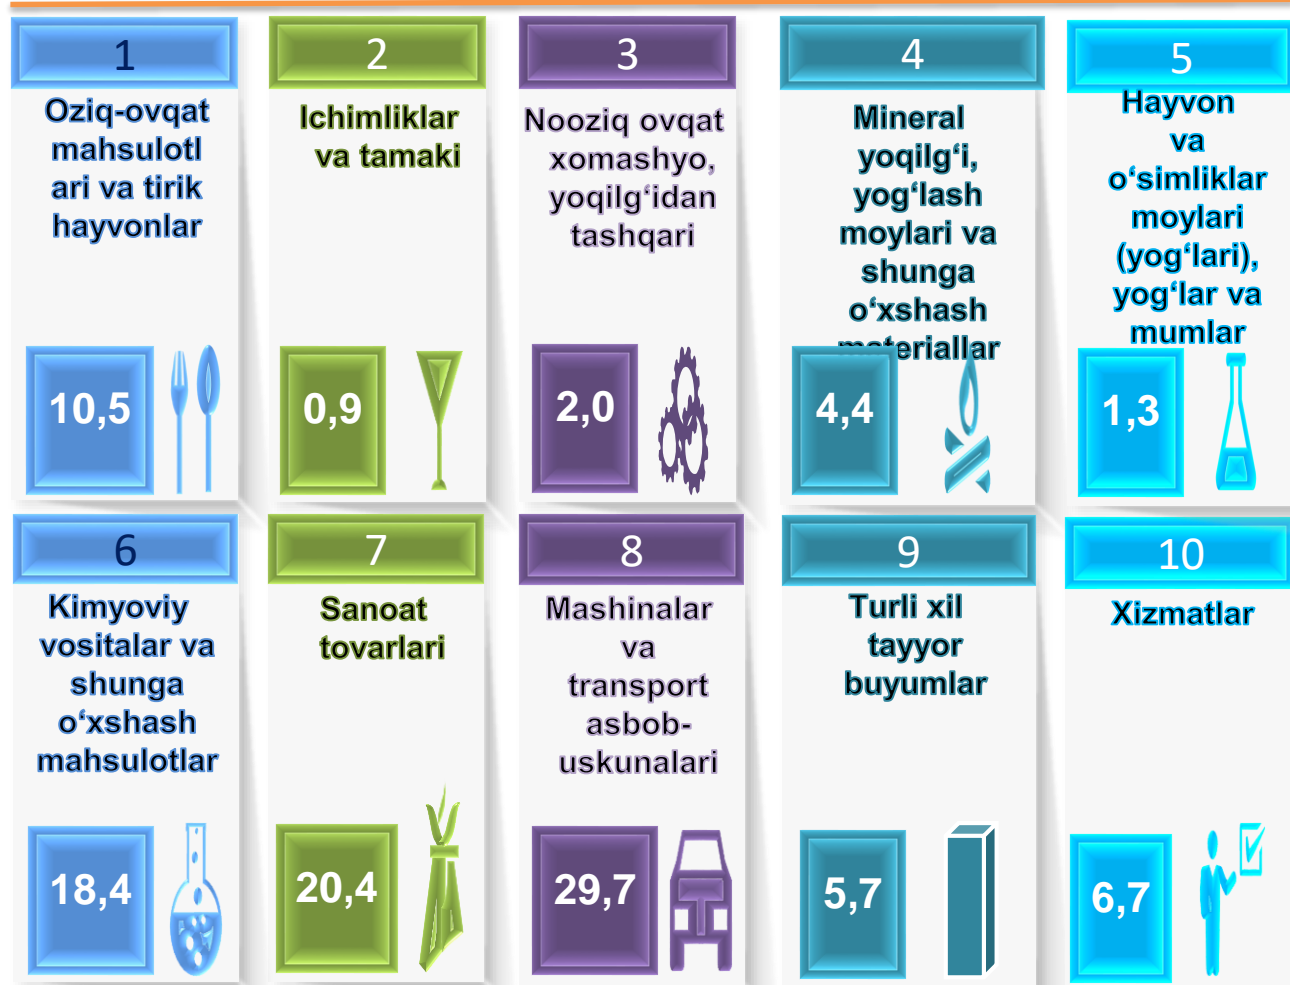 1
Oziq-ovqat
mahsulotl
ari va tirik
hayvonlar
10,5
2
Ichimliklar
va tamaki
0,9
3
Nooziq ovqat
xomashyo,
yoqilg‘idan
tashqari
2,0
4
Mineral
yoqilg‘i,
yog‘lash
moylari va
shunga
o‘xshash
materiallar
4,4
5
Hayvon
va
o‘simliklar
moylari
(yog‘lari),
yog‘lar va
mumlar
1,3
6
Kimyoviy
vositalar va
shunga
o‘xshash
mahsulotlar
18,4
7
Sanoat
tovarlari
20,4
8
Mashinalar
va
transport
asbob-
uskunalari
29,7
9
Turli xil
tayyor
buyumlar
5,7
10
Xizmatlar
6,7